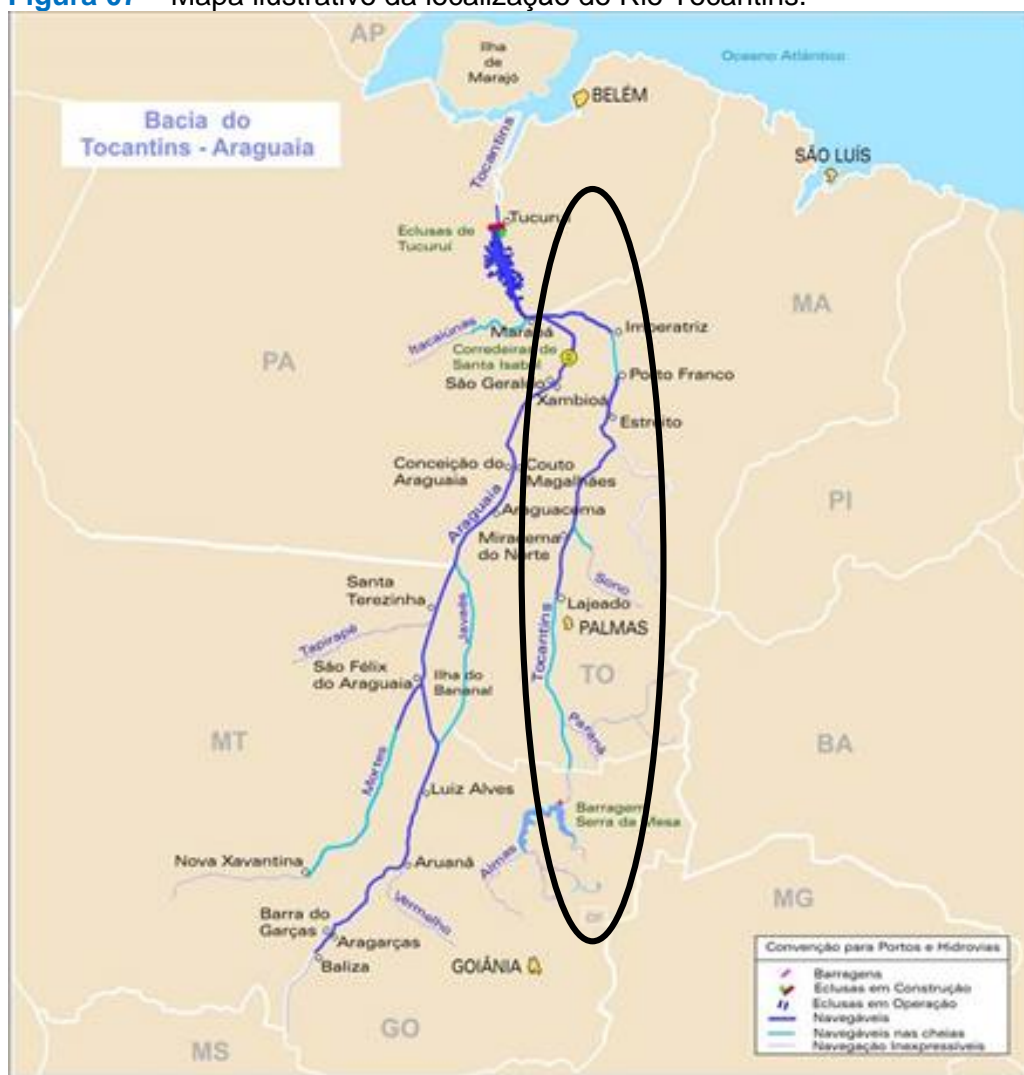 Figura 07 – Mapa ilustrativo da localização do Rio Tocantins.
AP
Ilha
de
Marajó
Oceano Atlântico
BELÉM
Bacia do
Tocantins - Araguaia
Tocantins
SÃO LUÍS
Tucuruí
Eclusas de
Tucuruí
MA
Itacaiúnas
Marabá
Imperatriz
Corredeiras de
Santa Isabel
PA
São Geraldo
Porto Franco
Xambioá
Estreito
Conceição do
Araguaia
Couto
Magalhães
PI
Araguaia
Araguacema
Miracema
do Norte
Sono
Santa
Terezinha
Javaés
Lajeado
PALMAS
Tapirapé
Tocantins
São Félix
do Araguaia
Ilha do
Bananal
TO
Paranã
MT
BA
Mortes
Luiz Alves
Barragem
Serra da Mesa
Nova Xavantina
Aruanã
Almas
Vermelho
MG
DF
Barra do
Garças
Aragarças
Baliza
GOIÂNIA
GO
MS
Convenção para Portos e Hidrovias
Barragens
Eclusas em Construção
Eclusas em Operação
Navegáveis
Navegáveis nas cheias
Navegação Inexpressíveis